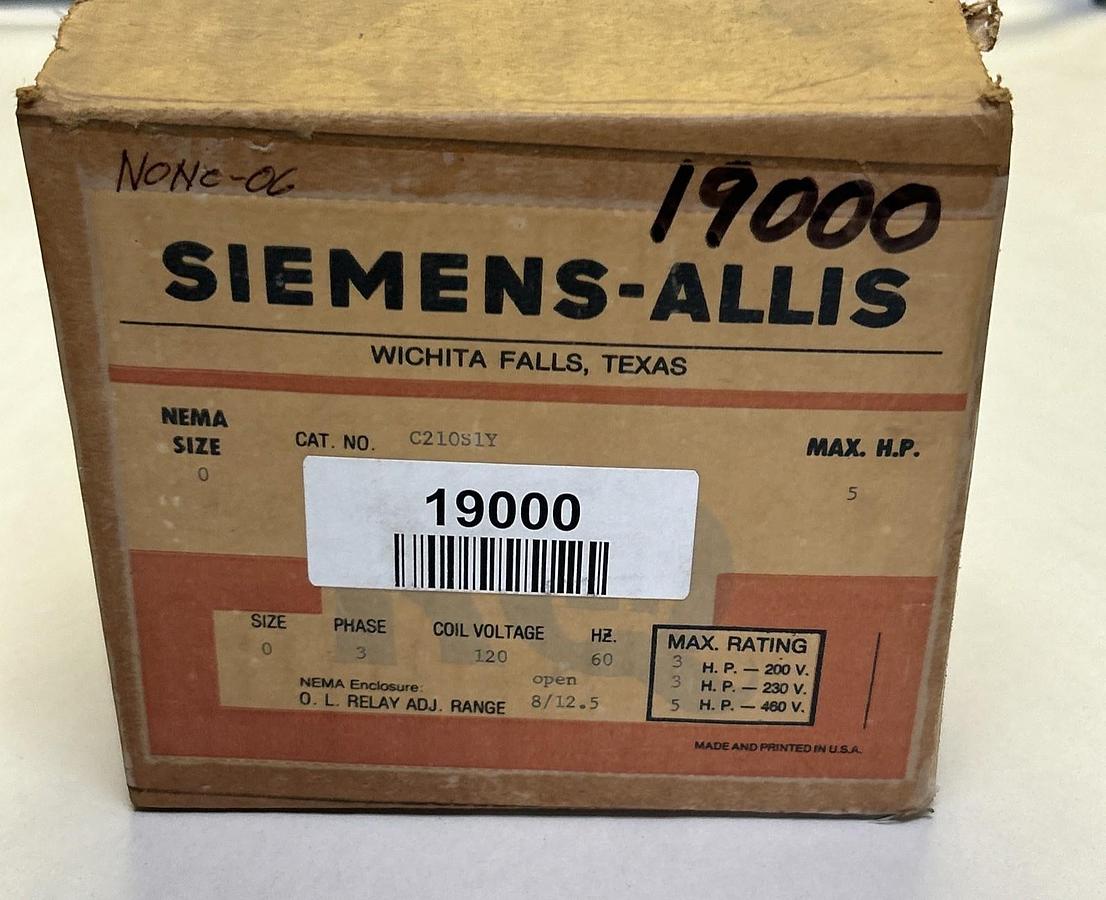 NONE-06
19000
SIEMENS-ALLIS
WICHITA FALLS, TEXAS
NEMA
SIZE
0
CAT. NO. C210S1Y
MAX. H.P.
5
19000
SIZE PHASE COIL VOLTAGE HZ.
0 3 120 60
NEMA Enclosure: open
O. L. RELAY ADJ. RANGE 8/12.5
MAX. RATING
3 H. P. — 200 V.
3 H. P. — 230 V.
5 H. P. — 460 V.
MADE AND PRINTED IN U.S.A.